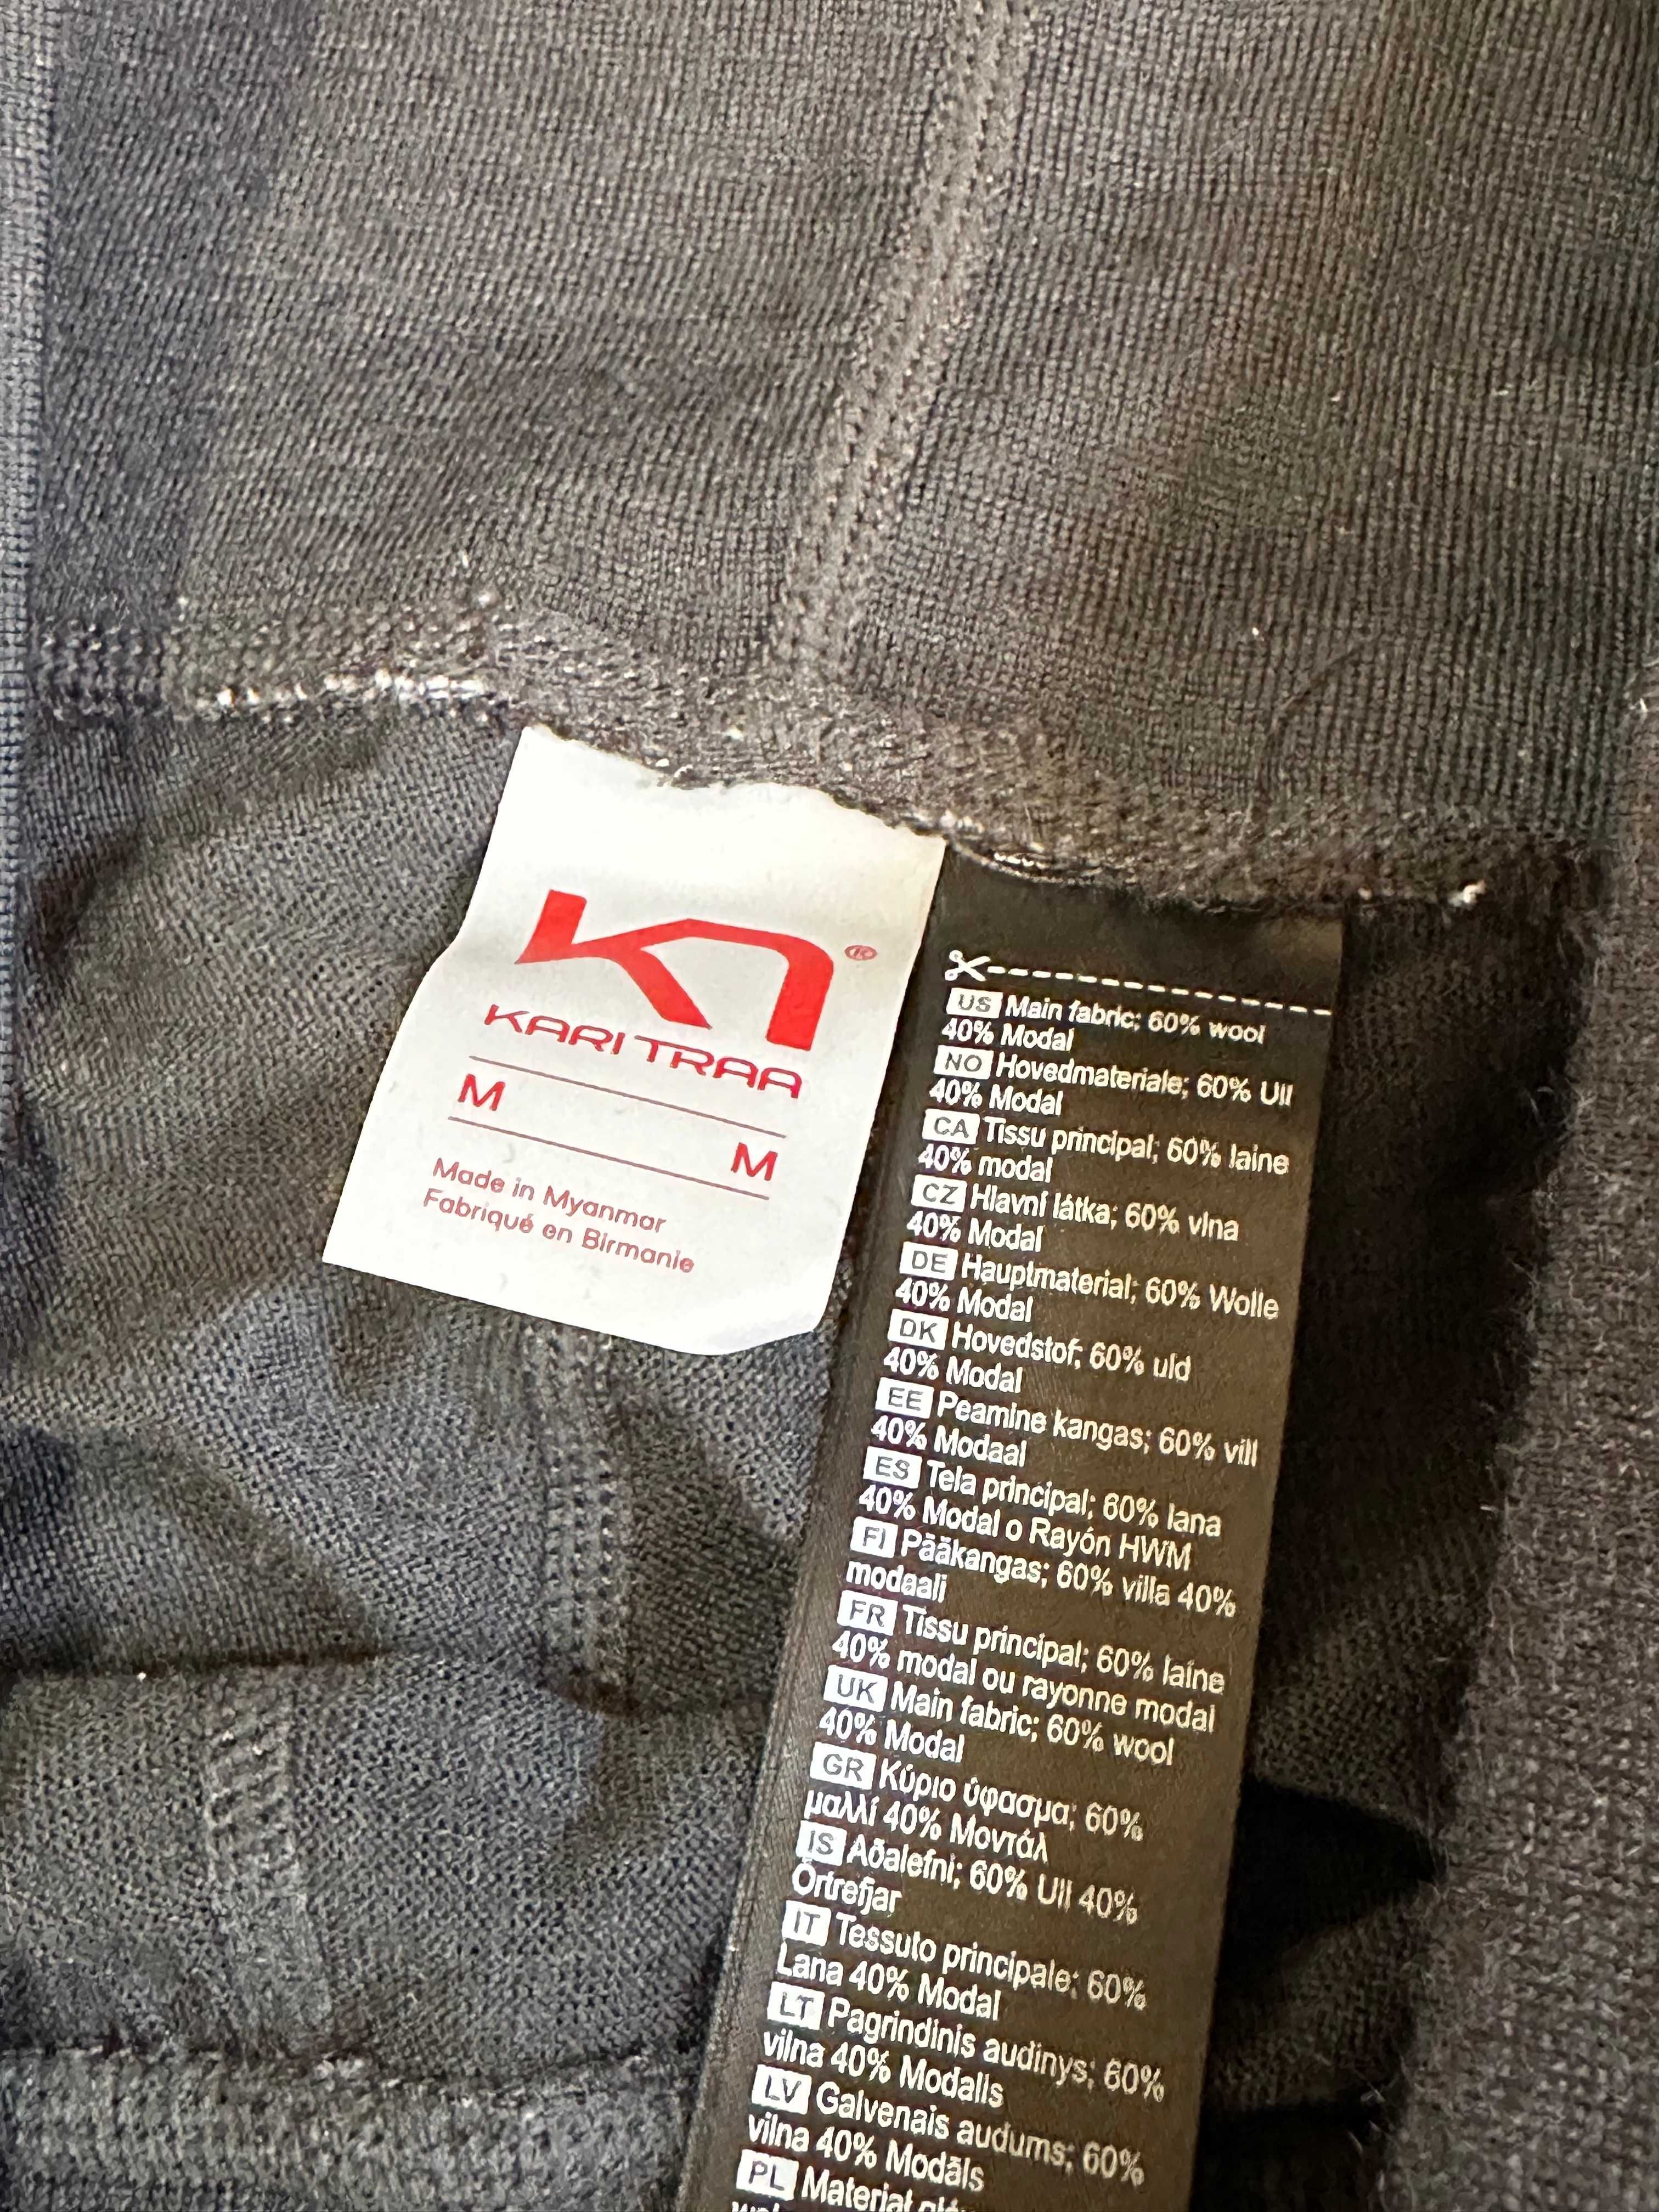 ®
KARI TRAA
M
M
Made in Myanmar
Fabriqué en Birmanie
US Main fabric; 60% wool
40% Modal
NO Hovedmateriale; 60% Ull
40% Modal
CA Tissu principal; 60% laine
40% modal
CZ Hlavní látka; 60% vlna
40% Modal
DE Hauptmaterial; 60% Wolle
40% Modal
DK Hovedstof; 60% uld
40% Modal
EE Peamine kangas; 60% vill
40% Modaal
ES Tela principal; 60% lana
40% Modal o Rayón HWM
FI Pääkangas; 60% villa 40%
modaali
FR Tissu principal; 60% laine
40% modal ou rayonne modal
UK Main fabric; 60% wool
40% Modal
GR Κύριο ύφασμα; 60%
μαλλί 40% Μοντάλ
IS Aðalefni; 60% Ull 40%
Örtrefjar
IT Tessuto principale; 60%
Lana 40% Modal
LT Pagrindinis audinys; 60%
vilna 40% Modalis
LV Galvenais audums; 60%
vilna 40% Modāls
PL Materiał